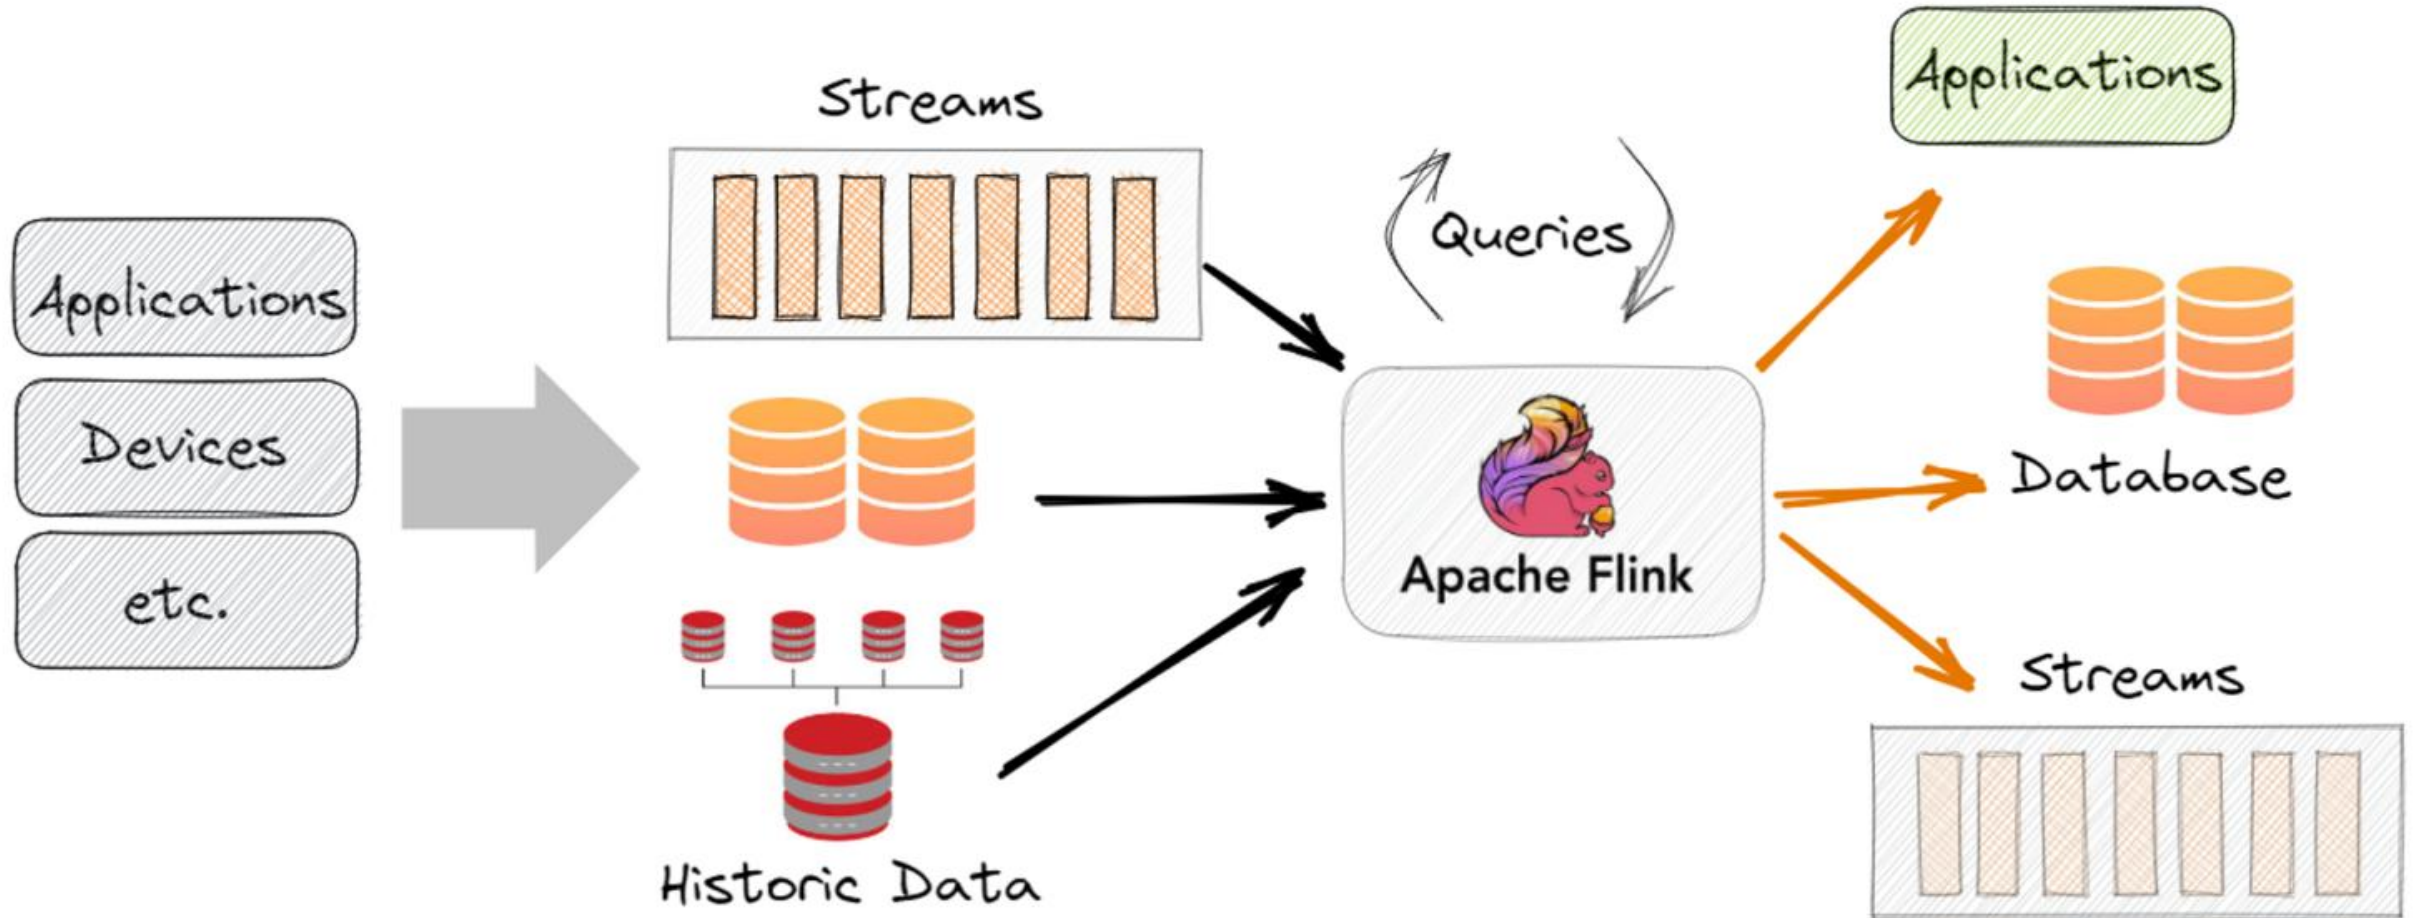 Applications
Devices
etc.
Streams
Historic Data
Queries
Apache Flink
Applications
Database
Streams